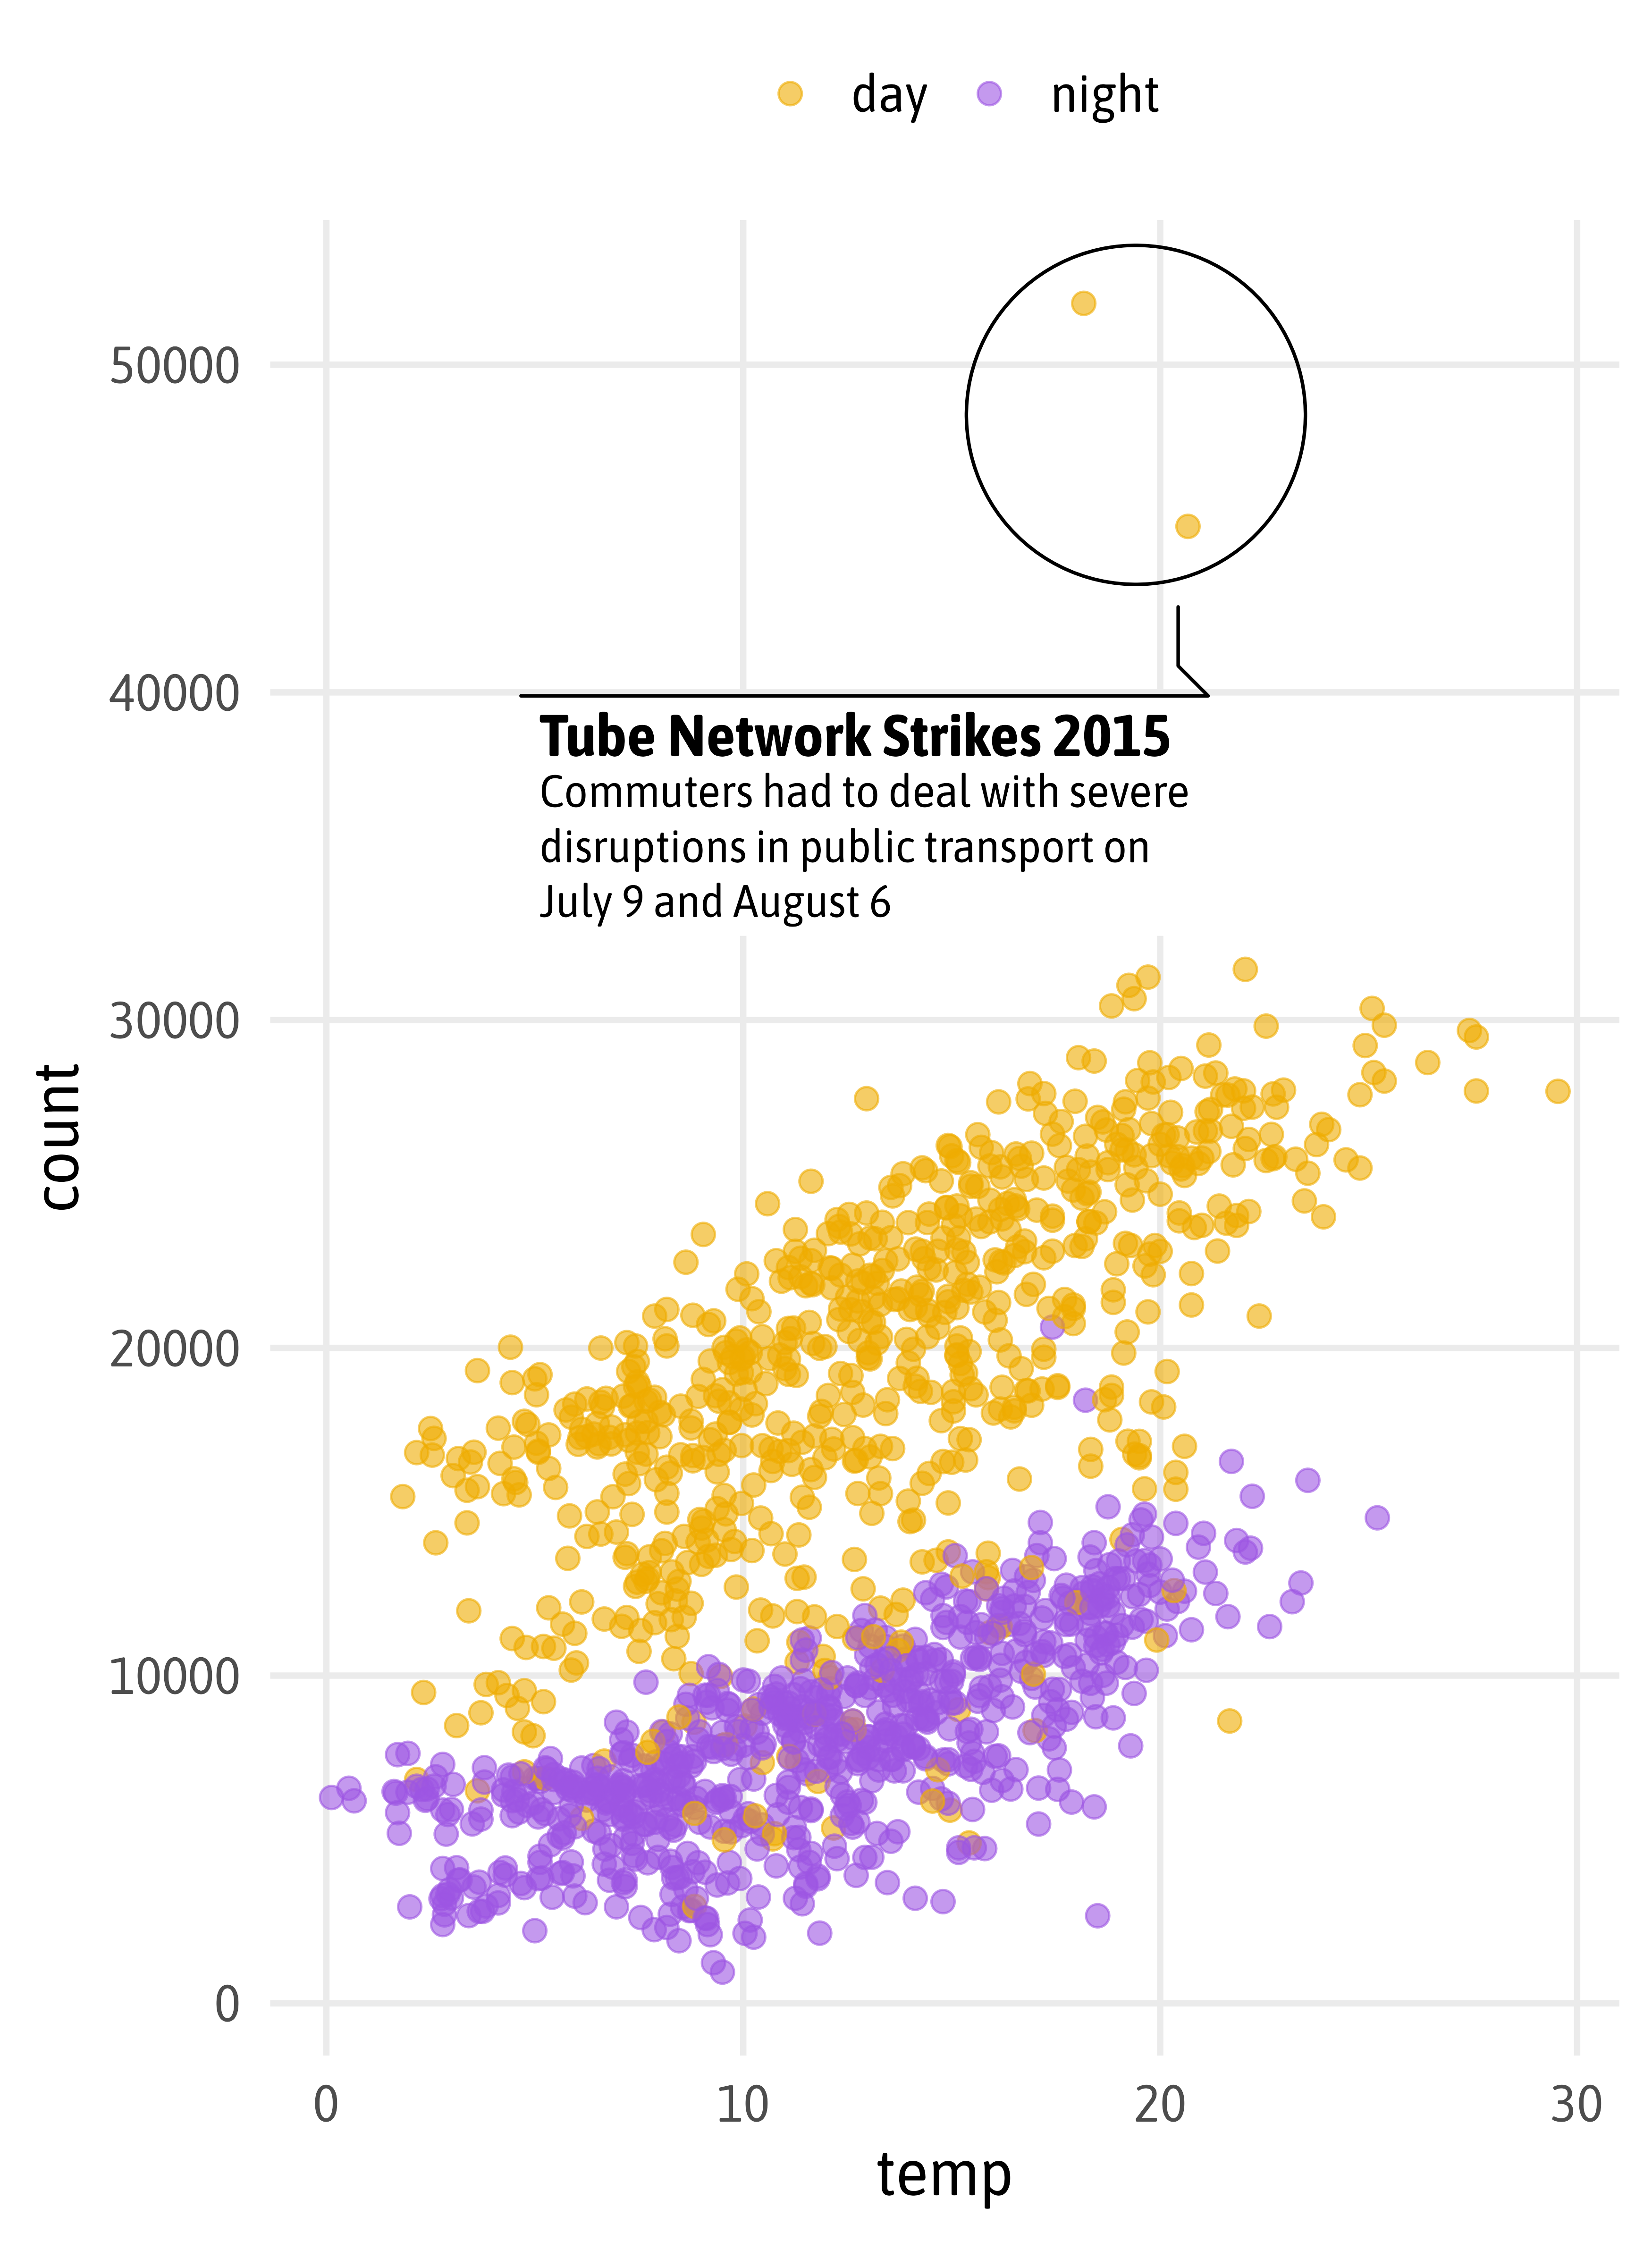 day night
50000
40000
Tube Network Strikes 2015
Commuters had to deal with severe
disruptions in public transport on
July 9 and August 6
30000
count
20000
10000
0
0 10 20 30
temp